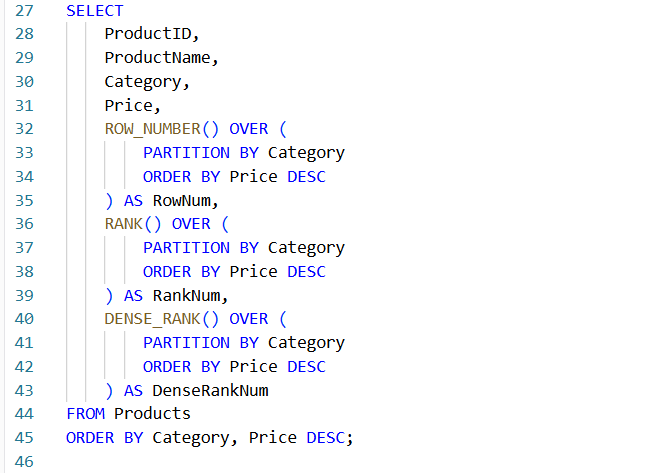 27 SELECT
28 ProductID,
29 ProductName,
30 Category,
31 Price,
32 ROW_NUMBER() OVER (
33 PARTITION BY Category
34 ORDER BY Price DESC
35 ) AS RowNum,
36 RANK() OVER (
37 PARTITION BY Category
38 ORDER BY Price DESC
39 ) AS RankNum,
40 DENSE_RANK() OVER (
41 PARTITION BY Category
42 ORDER BY Price DESC
43 ) AS DenseRankNum
44 FROM Products
45 ORDER BY Category, Price DESC;
46